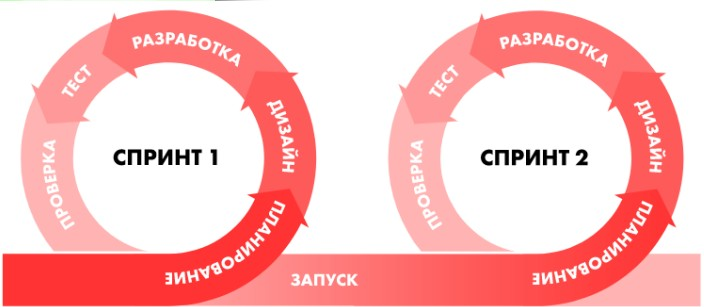 СПРИНТ 1
ПЛАНИРОВАНИЕ
ДИЗАЙН
РАЗРАБОТКА
ТЕСТ
ПРОВЕРКА
ЗАПУСК
СПРИНТ 2
ПЛАНИРОВАНИЕ
ДИЗАЙН
РАЗРАБОТКА
ТЕСТ
ПРОВЕРКА